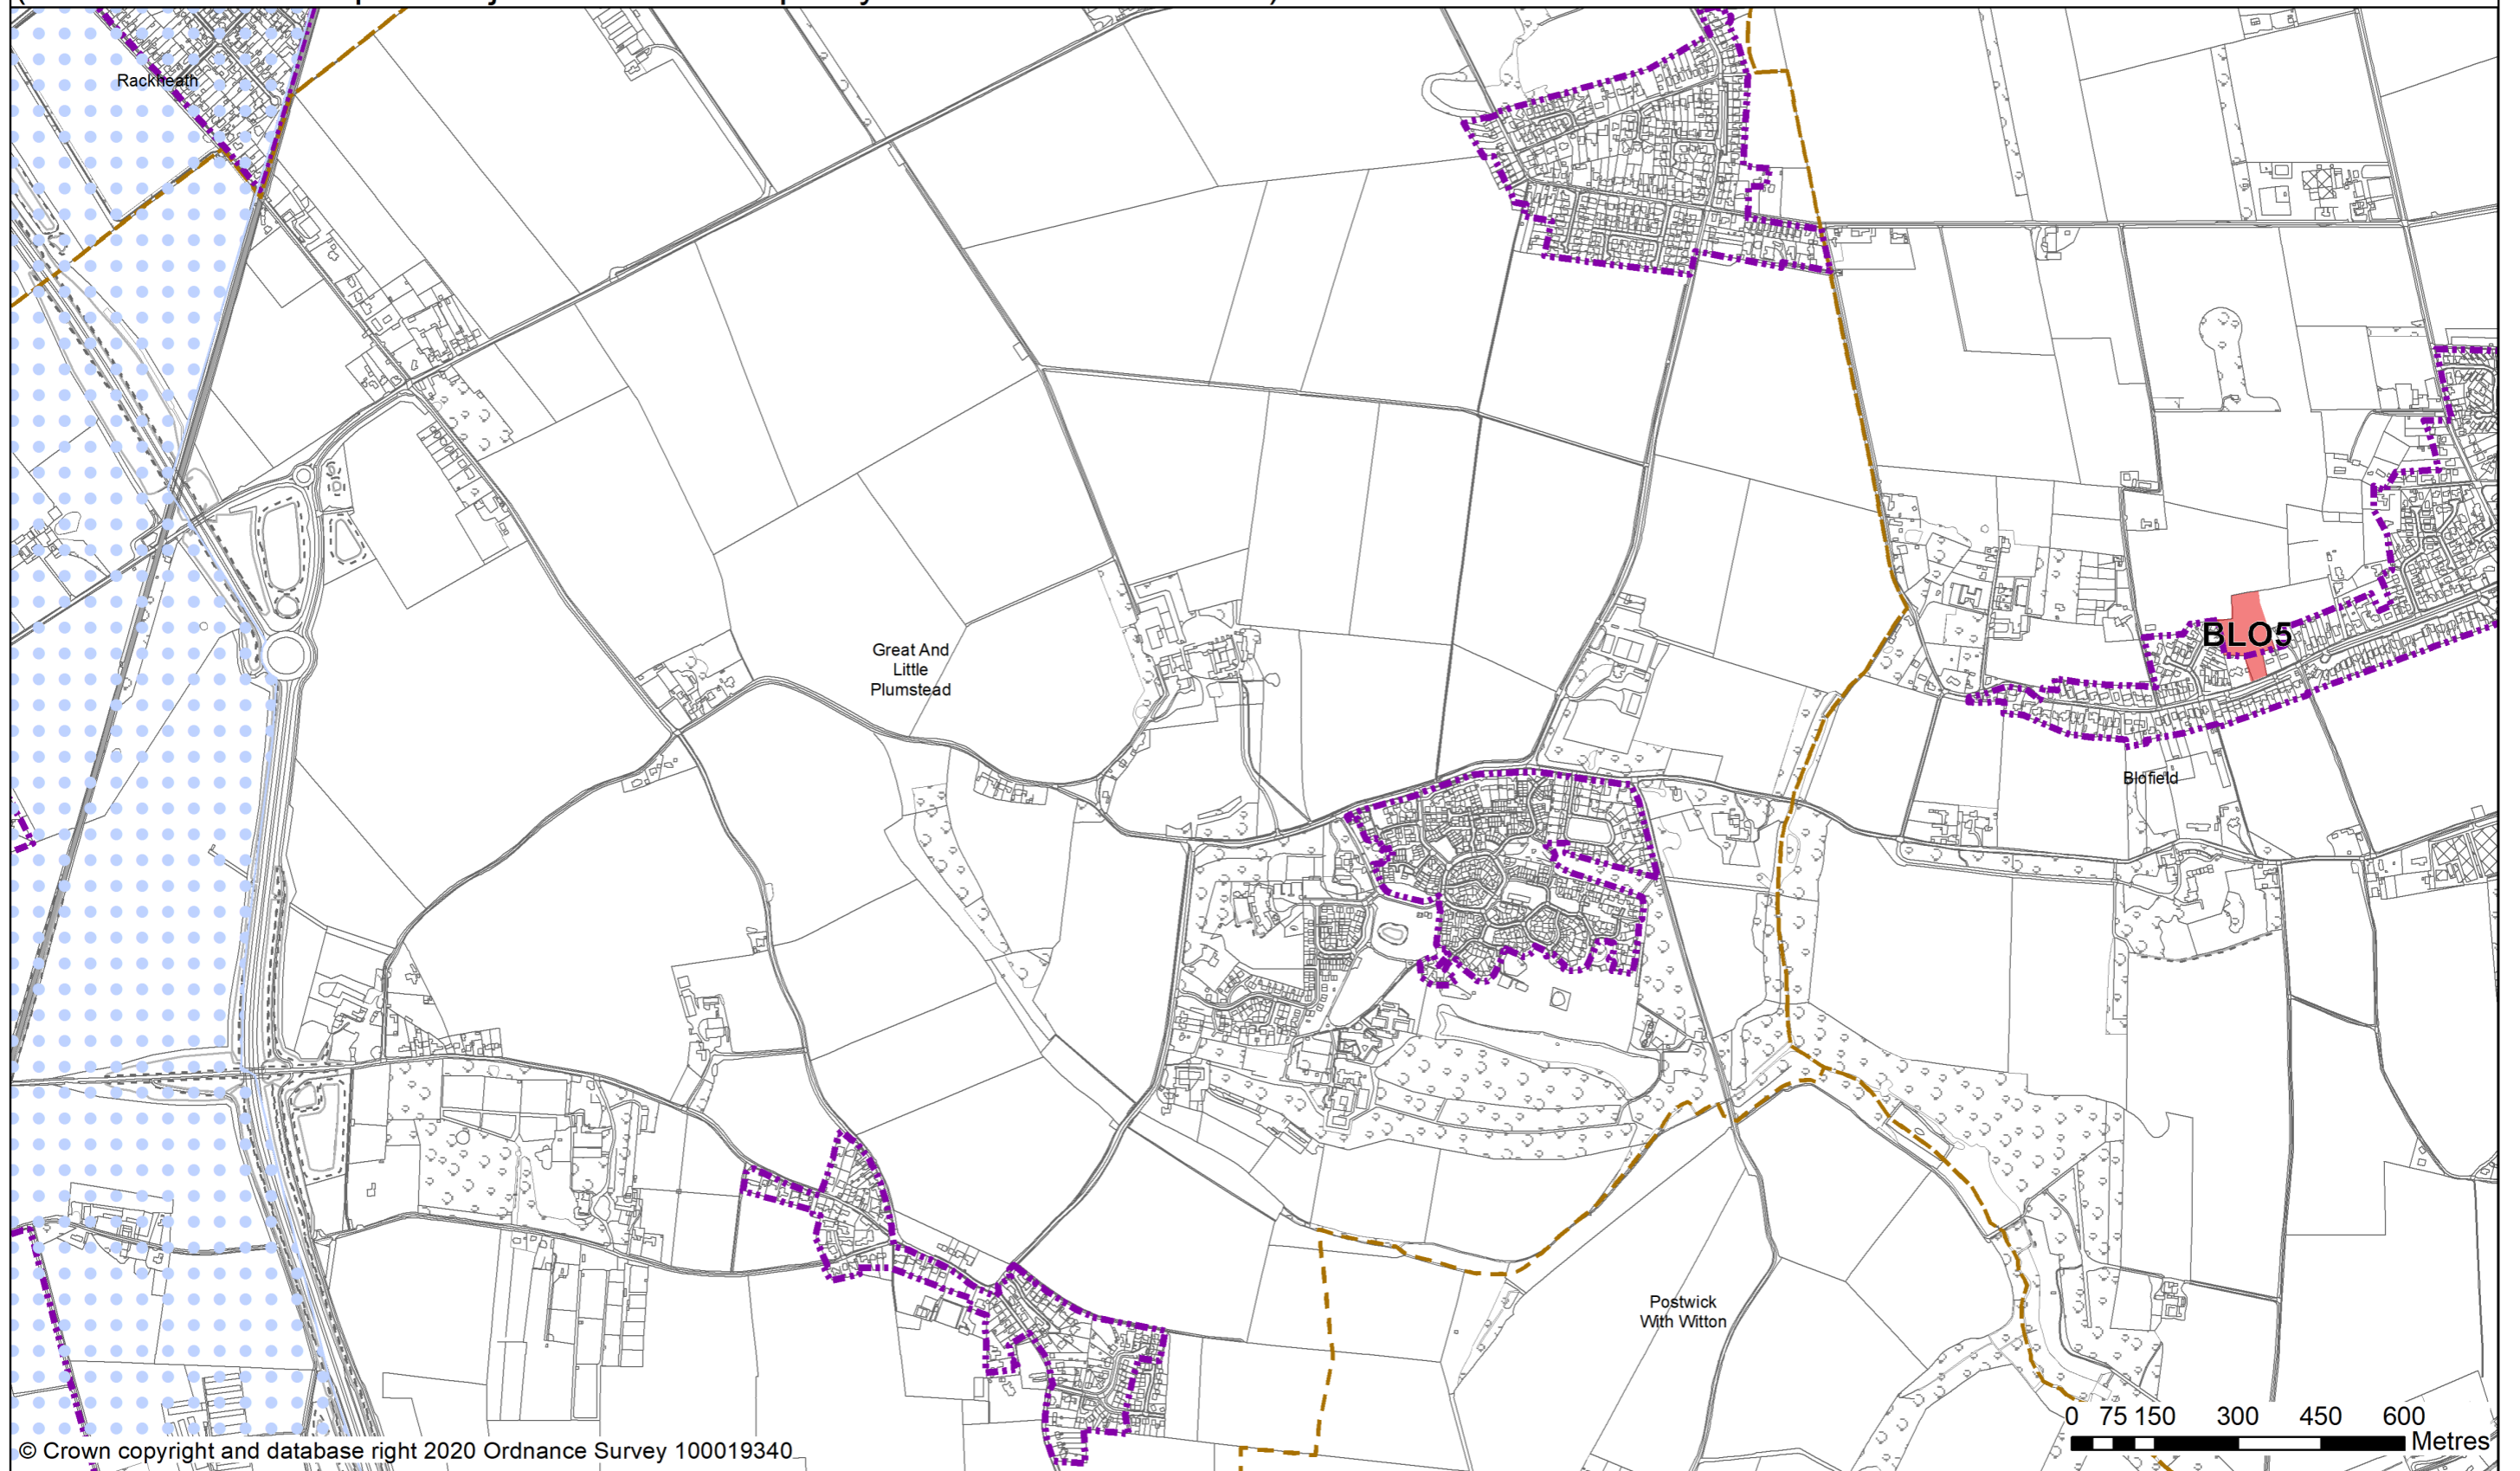 Rackheath
Great And
Little
Plumstead
BLO5
Blofield
Postwick
With Witton
0 75 150 300 450 600
Metres
© Crown copyright and database right 2020 Ordnance Survey 100019340